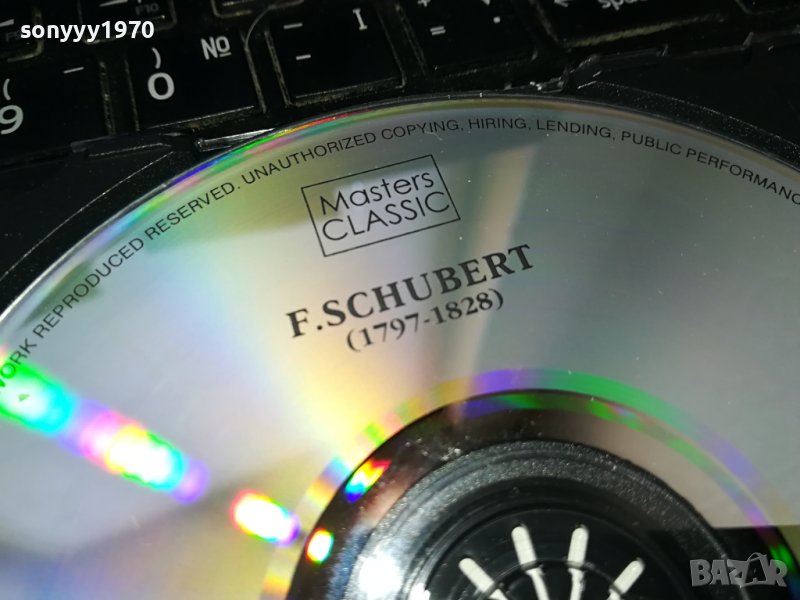 sonyyy1970
F10
№
9
0
WORK REPRODUCED RESERVED. UNAUTHORIZED COPYING, HIRING, LENDING, PUBLIC PERFORMANC
Masters
CLASSIC
F.SCHUBERT
(1797-1828)
BAZAR